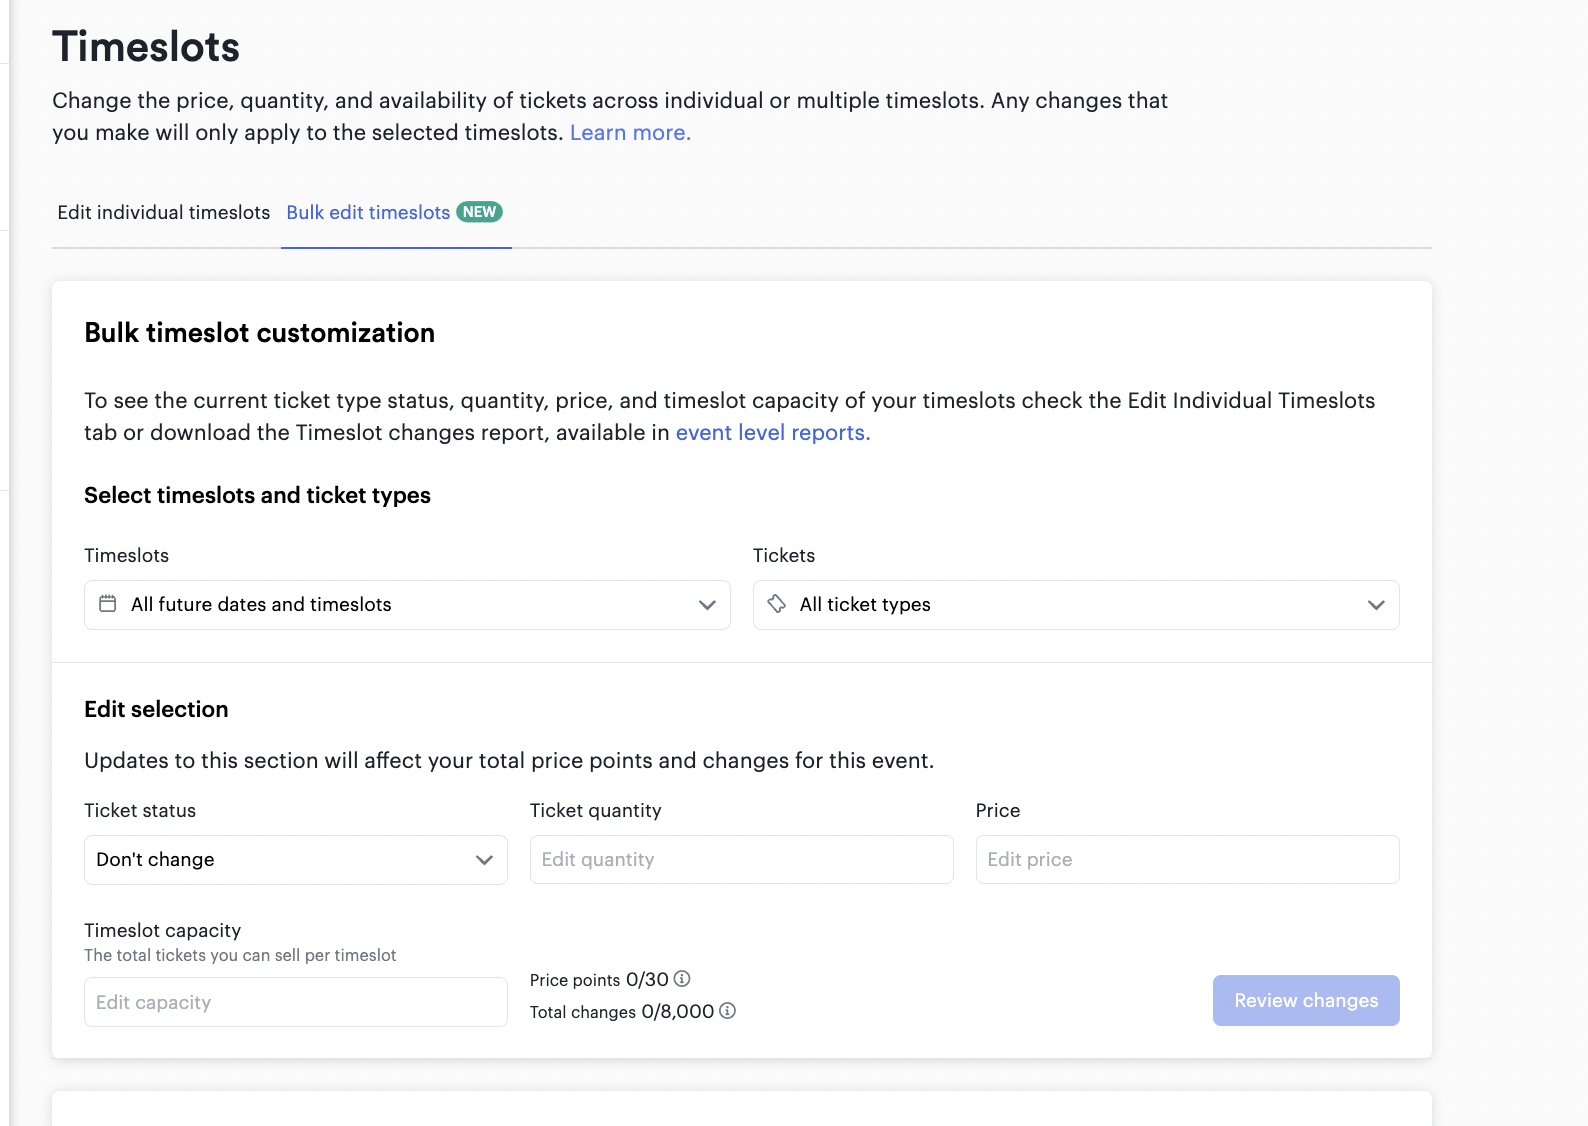 Timeslots
Change the price, quantity, and availability of tickets across individual or multiple timeslots. Any changes that
you make will only apply to the selected timeslots. Learn more.
Edit individual timeslots
Bulk edit timeslots NEW
Bulk timeslot customization
To see the current ticket type status, quantity, price, and timeslot capacity of your timeslots check the Edit Individual Timeslots
tab or download the Timeslot changes report, available in event level reports.
Select timeslots and ticket types
Timeslots
All future dates and timeslots
Tickets
All ticket types
Edit selection
Updates to this section will affect your total price points and changes for this event.
Ticket status
Don't change
Ticket quantity
Edit quantity
Price
Edit price
Timeslot capacity
The total tickets you can sell per timeslot
Edit capacity
Price points 0/30
Total changes 0/8,000
Review changes